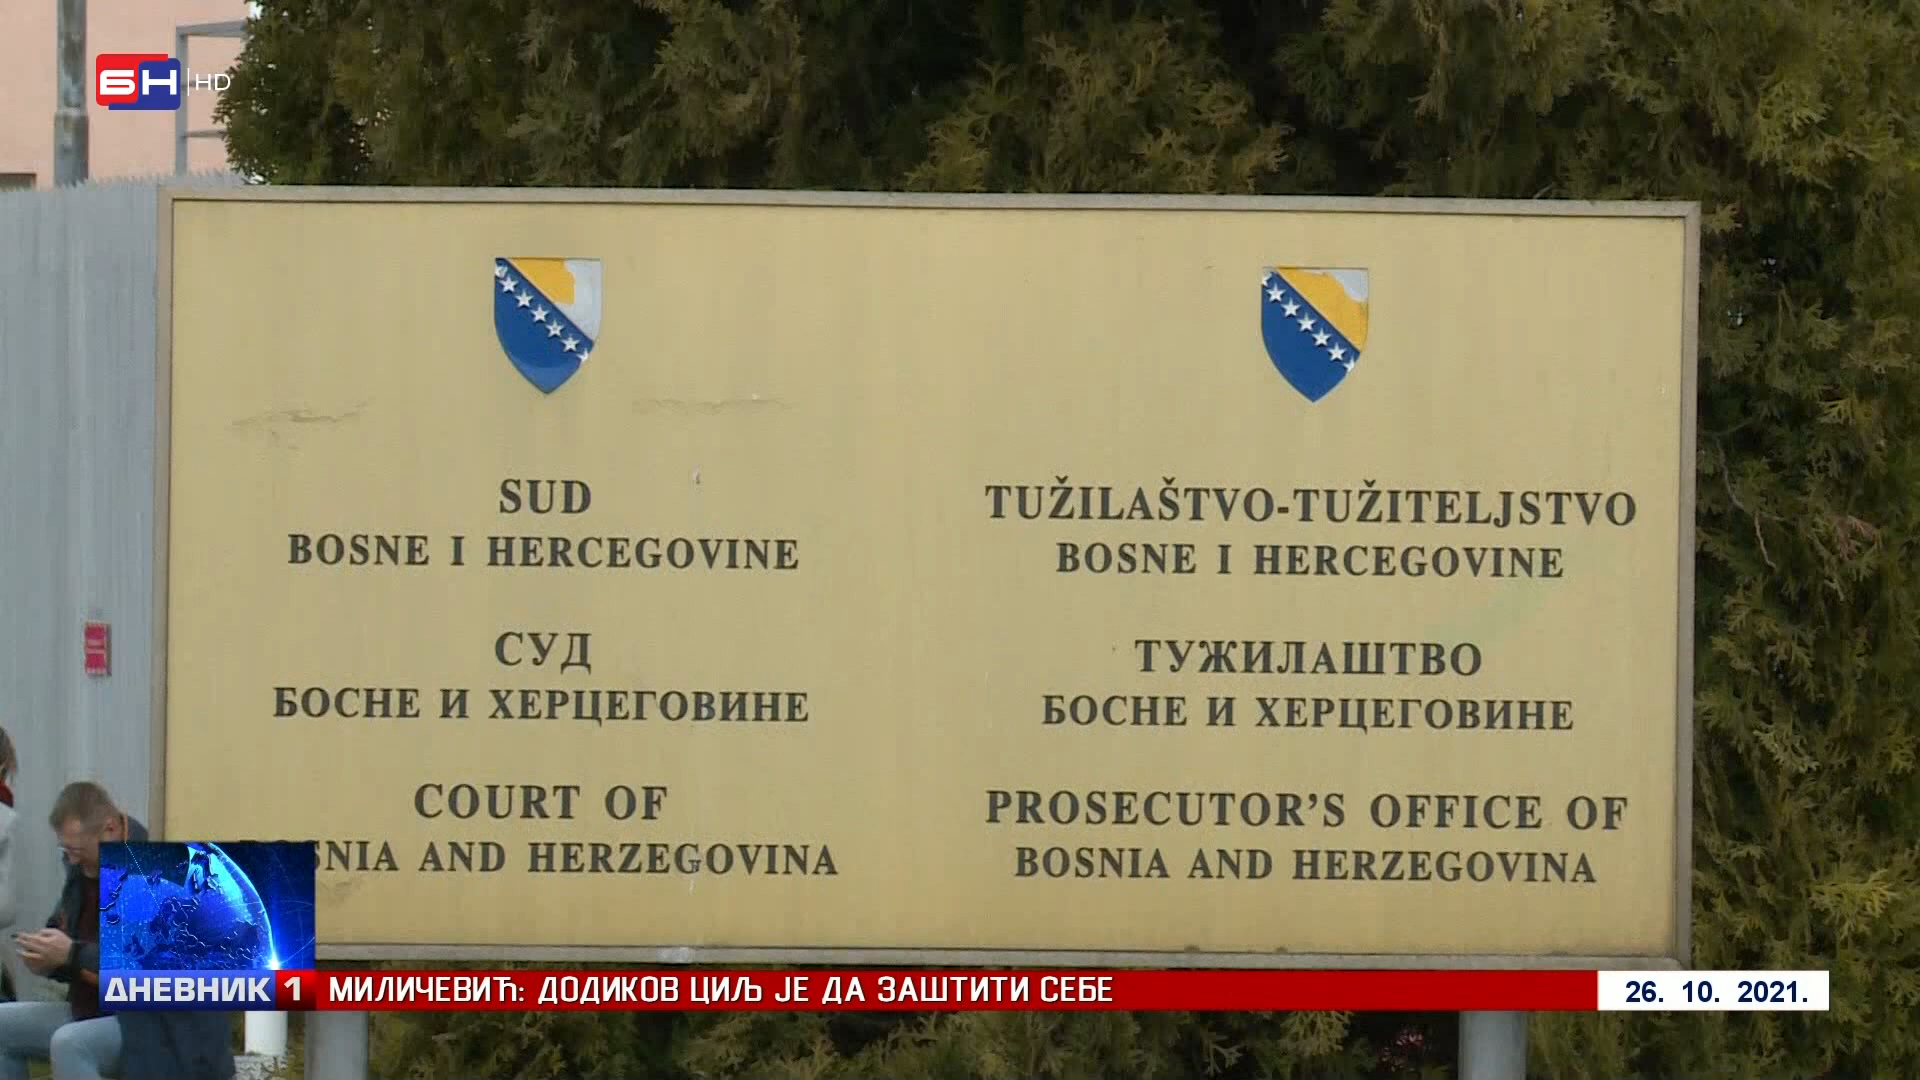 БН HD
SUD
BOSNE I HERCEGOVINE
СУД
БОСНЕ И ХЕРЦЕГОВИНЕ
COURT OF
BOSNIA AND HERZEGOVINA
TUŽILAŠTVO-TUŽITELJSTVO
BOSNE I HERCEGOVINE
ТУЖИЛАШТВО
БОСНЕ И ХЕРЦЕГОВИНЕ
PROSECUTOR'S OFFICE OF
BOSNIA AND HERZEGOVINA
ДНЕВНИК 1 МИЛИЧЕВИЋ: ДОДИКОВ ЦИЉ ЈЕ ДА ЗАШТИТИ СЕБЕ 26. 10. 2021.